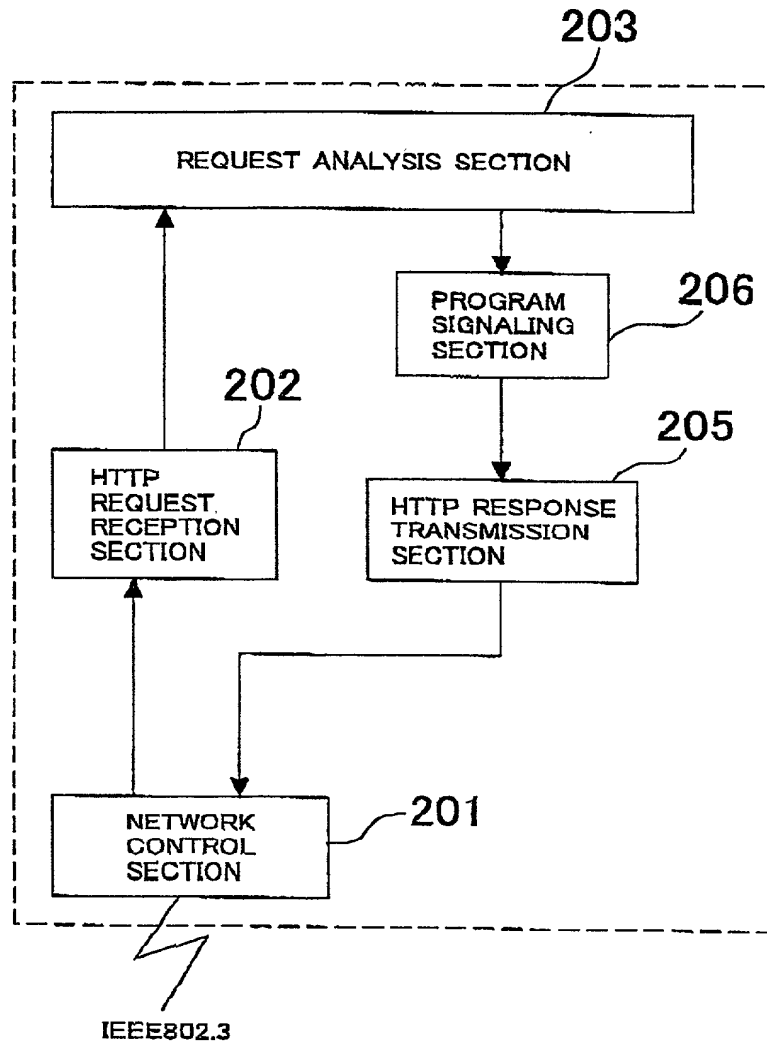 203
REQUEST ANALYSIS SECTION
PROGRAM
SIGNALING
SECTION
206
202
205
HTTP
REQUEST
RECEPTION
SECTION
HTTP RESPONSE
TRANSMISSION
SECTION
NETWORK
CONTROL
SECTION
201
IEEE802.3